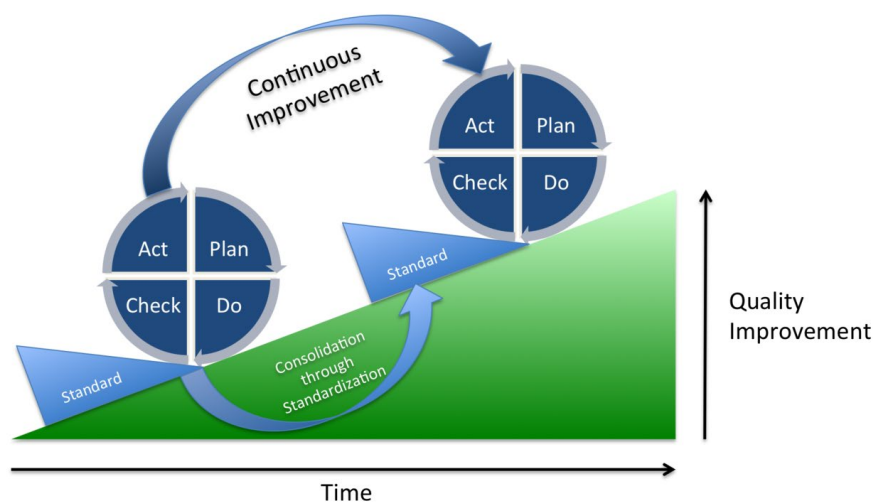 Continuous
Improvement
Act Plan
Check Do
Act Plan
Check Do
Standard
Standard
Consolidation
through
Standardization
Quality
Improvement
Time